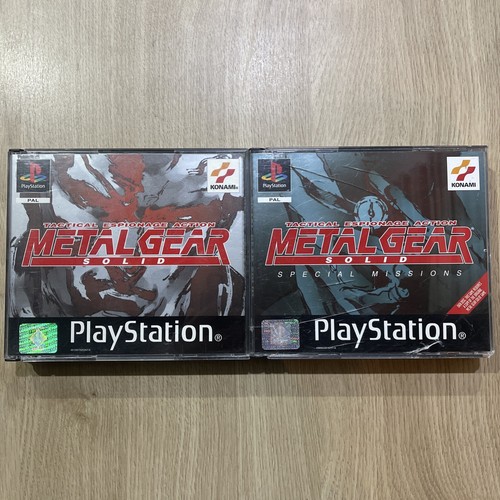 PlayStation
PAL
KONAMI
TACTICAL ESPIONAGE ACTION
METAL GEAR
SOLID
PlayStation®
PlayStation
PAL
KONAMI
TACTICAL ESPIONAGE ACTION
METAL GEAR
SOLID
SPECIAL MISSIONS
PlayStation®